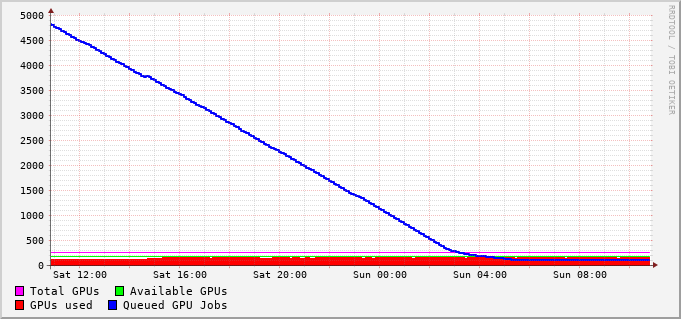 5000
4500
4000
3500
3000
2500
2000
1500
1000
500
0
Sat 12:00 Sat 16:00 Sat 20:00 Sun 00:00 Sun 04:00 Sun 08:00
Total GPUs Available GPUs
GPUs used Queued GPU Jobs
RRDTOOL / TOBI OETIKER